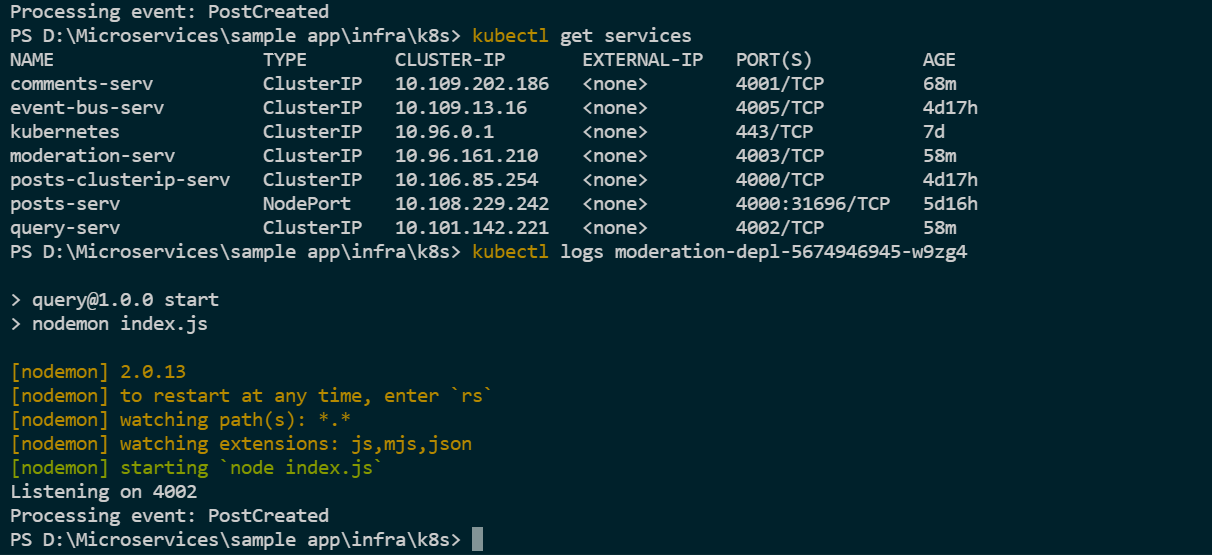 Processing event: PostCreated
PS D:\Microservices\sample app\infra\k8s> kubectl get services
NAME TYPE CLUSTER-IP EXTERNAL-IP PORT(S) AGE
comments-serv ClusterIP 10.109.202.186 <none> 4001/TCP 68m
event-bus-serv ClusterIP 10.109.13.16 <none> 4005/TCP 4d17h
kubernetes ClusterIP 10.96.0.1 <none> 443/TCP 7d
moderation-serv ClusterIP 10.96.161.210 <none> 4003/TCP 58m
posts-clusterip-serv ClusterIP 10.106.85.254 <none> 4000/TCP 4d17h
posts-serv NodePort 10.108.229.242 <none> 4000:31696/TCP 5d16h
query-serv ClusterIP 10.101.142.221 <none> 4002/TCP 58m
PS D:\Microservices\sample app\infra\k8s> kubectl logs moderation-depl-5674946945-w9zg4
> query@1.0.0 start
> nodemon index.js
[nodemon] 2.0.13
[nodemon] to restart at any time, enter `rs`
[nodemon] watching path(s): *.*
[nodemon] watching extensions: js,mjs,json
[nodemon] starting `node index.js`
Listening on 4002
Processing event: PostCreated
PS D:\Microservices\sample app\infra\k8s>